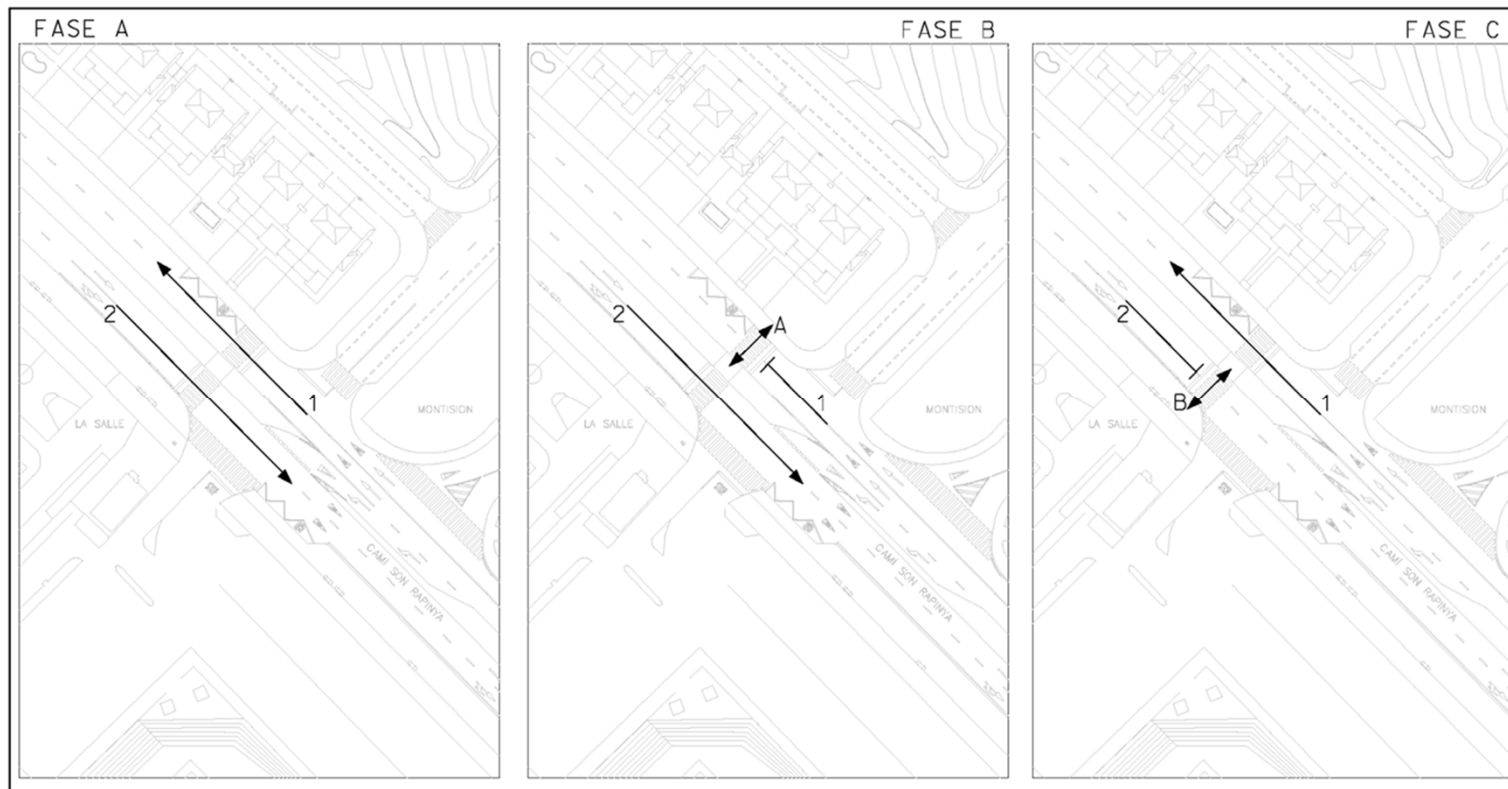 FASE A
2
1
LA SALLE
MONTISION
CAMI SON RAPINYA
FASE B
A
2
1
LA SALLE
MONTISION
CAMI SON RAPINYA
FASE C
2
B
1
LA SALLE
MONTISION
CAMI SON RAPINYA